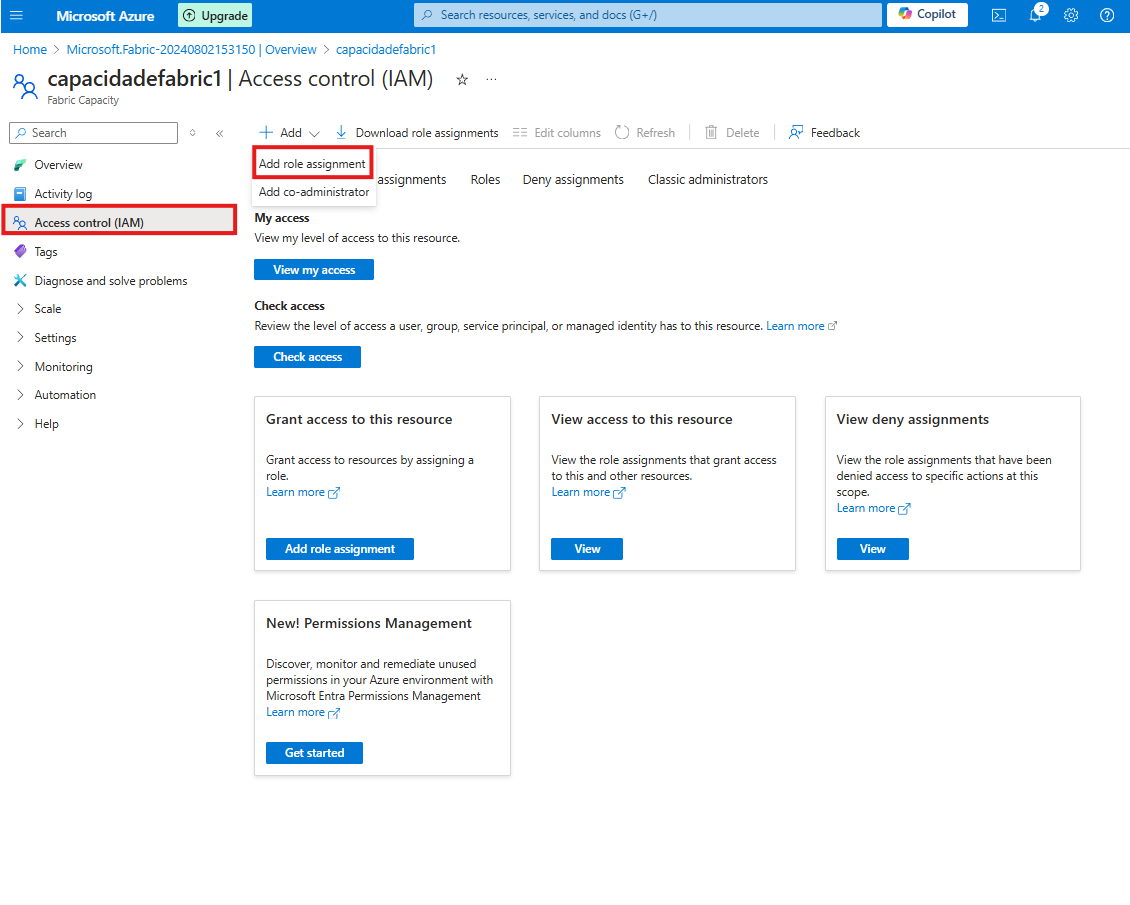 Microsoft Azure
Upgrade
Search resources, services, and docs (G+/)
Copilot
2
Home > Microsoft.Fabric-20240802153150 | Overview > capacidadefabric1
capacidadefabric1 | Access control (IAM)
Fabric Capacity
Search
Add
Download role assignments
Edit columns
Refresh
Delete
Feedback
Add role assignment
Add co-administrator
assignments
Roles
Deny assignments
Classic administrators
Overview
Activity log
Access control (IAM)
Tags
Diagnose and solve problems
Scale
Settings
Monitoring
Automation
Help
My access
View my level of access to this resource.
View my access
Check access
Review the level of access a user, group, service principal, or managed identity has to this resource. Learn more
Check access
Grant access to this resource
Grant access to resources by assigning a
role.
Learn more
Add role assignment
View access to this resource
View the role assignments that grant access
to this and other resources.
Learn more
View
View deny assignments
View the role assignments that have been
denied access to specific actions at this
scope.
Learn more
View
New! Permissions Management
Discover, monitor and remediate unused
permissions in your Azure environment with
Microsoft Entra Permissions Management
Learn more
Get started